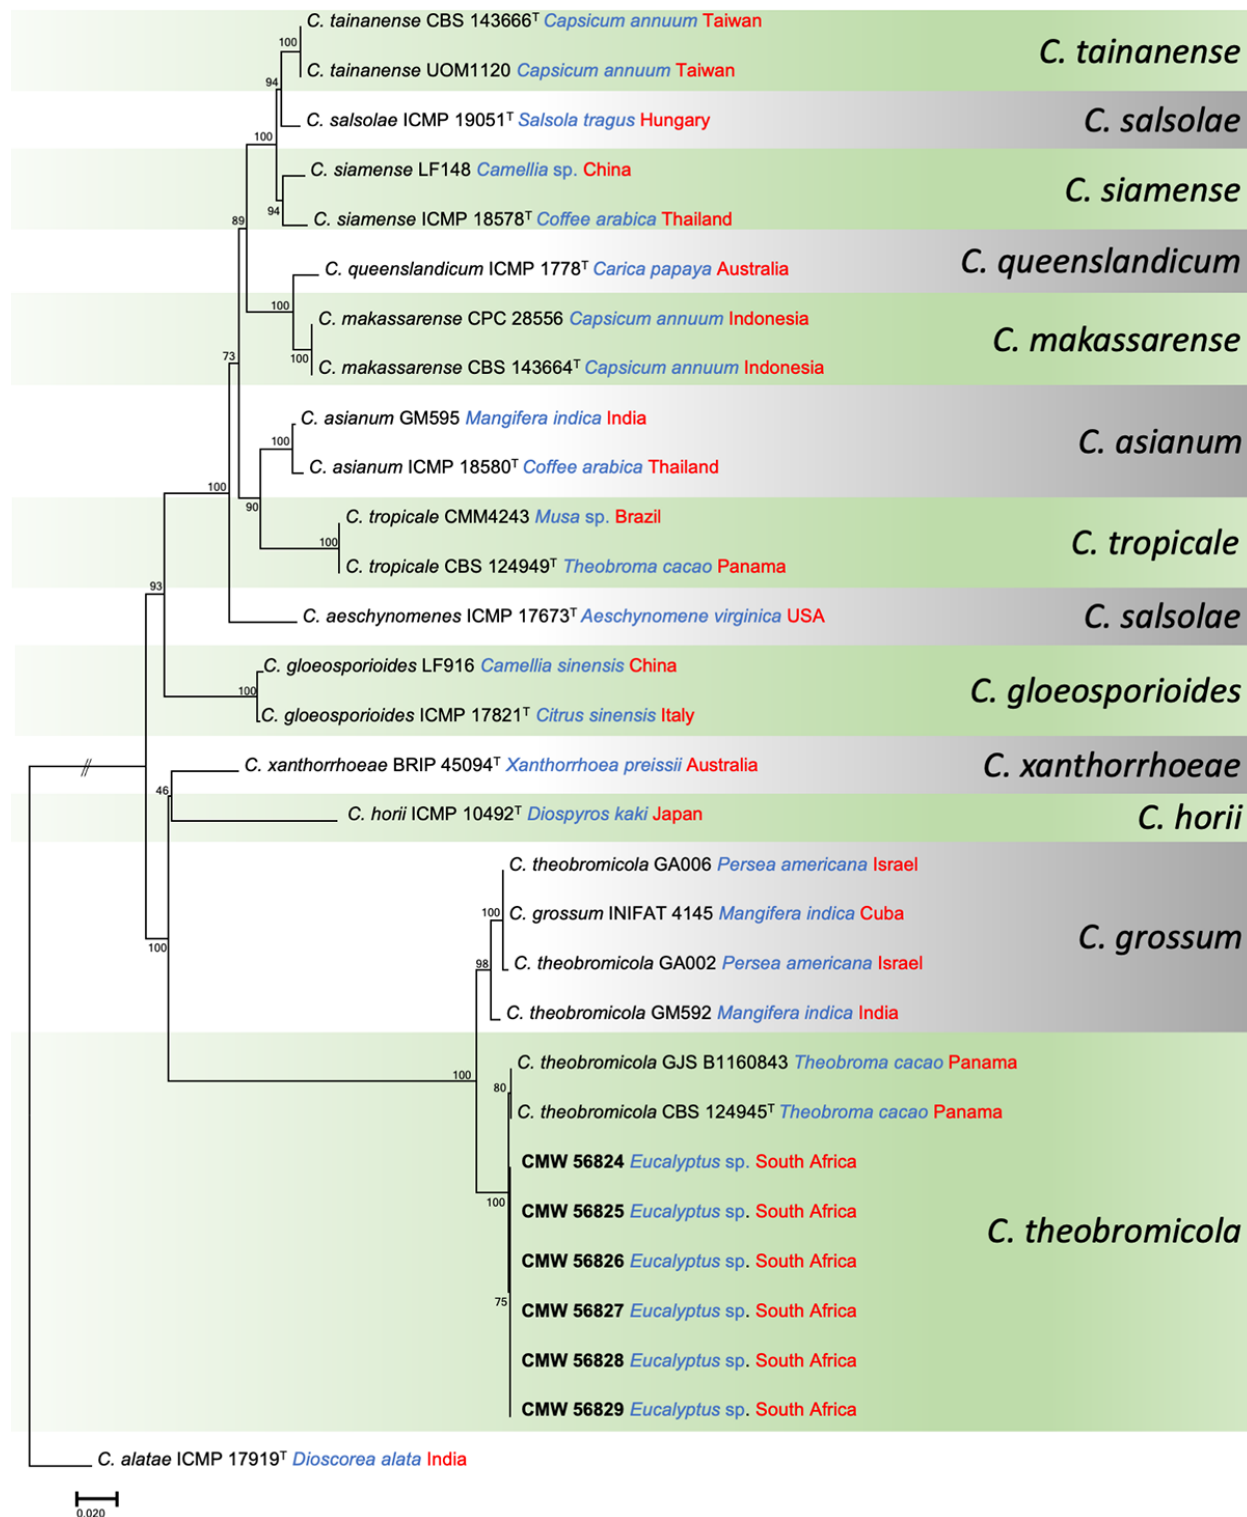 C. tainanense CBS 143666ᵀ Capsicum annuum Taiwan
100
C. tainanense
C. tainanense UOM1120 Capsicum annuum Taiwan
94
C. salsolae ICMP 19051ᵀ Salsola tragus Hungary
C. salsolae
100
C. siamense LF148 Camellia sp. China
C. siamense
94
C. siamense ICMP 18578ᵀ Coffee arabica Thailand
89
C. queenslandicum ICMP 1778ᵀ Carica papaya Australia
C. queenslandicum
100
C. makassarense CPC 28556 Capsicum annuum Indonesia
C. makassarense
100
C. makassarense CBS 143664ᵀ Capsicum annuum Indonesia
73
C. asianum GM595 Mangifera indica India
100
C. asianum
C. asianum ICMP 18580ᵀ Coffee arabica Thailand
100
90
C. tropicale CMM4243 Musa sp. Brazil
100
C. tropicale
C. tropicale CBS 124949ᵀ Theobroma cacao Panama
93
C. aeschynomenes ICMP 17673ᵀ Aeschynomene virginica USA
C. salsolae
C. gloeosporioides LF916 Camellia sinensis China
100
C. gloeosporioides
C. gloeosporioides ICMP 17821ᵀ Citrus sinensis Italy
C. xanthorrhoeae BRIP 45094ᵀ Xanthorrhoea preissii Australia
C. xanthorrhoeae
46
C. horii ICMP 10492ᵀ Diospyros kaki Japan
C. horii
C. theobromicola GA006 Persea americana Israel
100
C. grossum INIFAT 4145 Mangifera indica Cuba
C. grossum
100
98
C. theobromicola GA002 Persea americana Israel
C. theobromicola GM592 Mangifera indica India
C. theobromicola GJS B1160843 Theobroma cacao Panama
100
80
C. theobromicola CBS 124945ᵀ Theobroma cacao Panama
CMW 56824 Eucalyptus sp. South Africa
100
CMW 56825 Eucalyptus sp. South Africa
C. theobromicola
CMW 56826 Eucalyptus sp. South Africa
75
CMW 56827 Eucalyptus sp. South Africa
CMW 56828 Eucalyptus sp. South Africa
CMW 56829 Eucalyptus sp. South Africa
C. alatae ICMP 17919ᵀ Dioscorea alata India
0.020